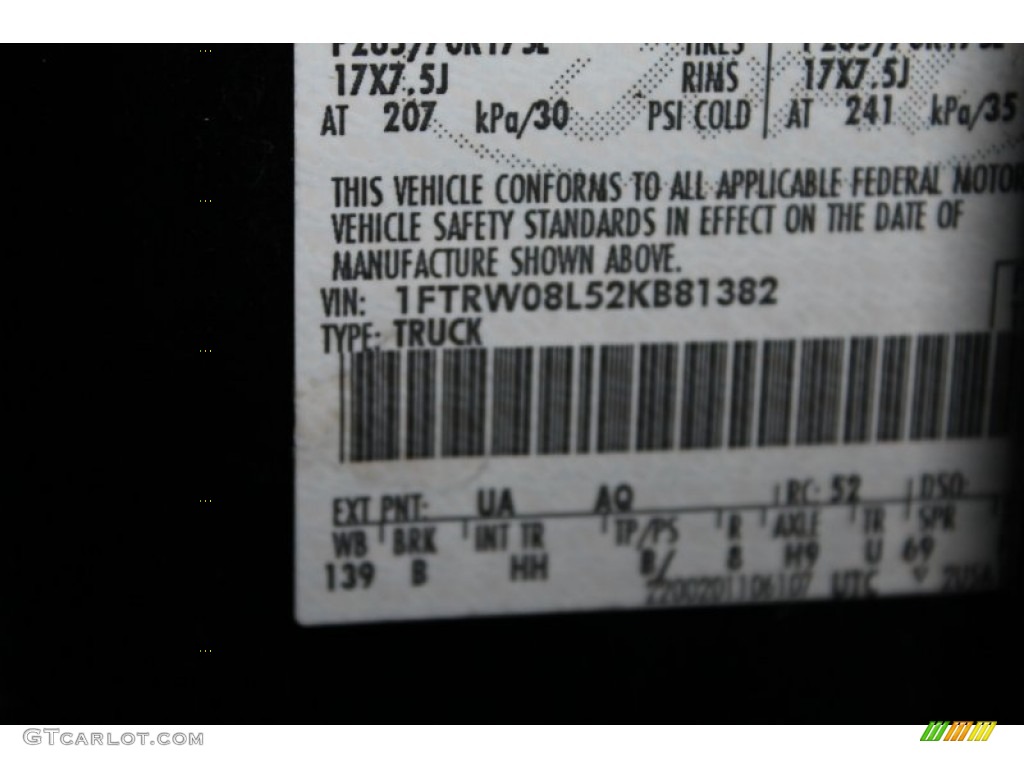 17X7.5J RIMS 17X7.5J
AT 207 kPa/30 PSI COLD AT 241 kPa/35
THIS VEHICLE CONFORMS TO ALL APPLICABLE FEDERAL MOTOR
VEHICLE SAFETY STANDARDS IN EFFECT ON THE DATE OF
MANUFACTURE SHOWN ABOVE.
VIN: 1FTRW08L52KB81382
TYPE: TRUCK
EXT PNT: UA AQ RC: 52 DSO:
WB BRK INT TR TP/PS R AXLE TR SPR
139 B HH B/ 8 H9 U 69
UTC
GTCARLOT.COM